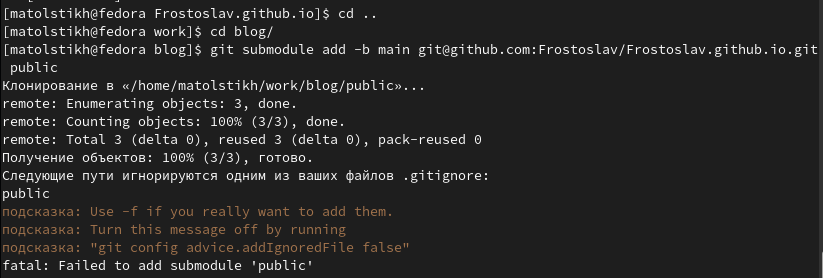 [matolstikh@fedora Frostoslav.github.io]$ cd ..
[matolstikh@fedora work]$ cd blog/
[matolstikh@fedora blog]$ git submodule add -b main git@github.com:Frostoslav/Frostoslav.github.io.git
public
Клонирование в «/home/matolstikh/work/blog/public»...
remote: Enumerating objects: 3, done.
remote: Counting objects: 100% (3/3), done.
remote: Total 3 (delta 0), reused 3 (delta 0), pack-reused 0
Получение объектов: 100% (3/3), готово.
Следующие пути игнорируются одним из ваших файлов .gitignore:
public
подсказка: Use -f if you really want to add them.
подсказка: Turn this message off by running
подсказка: "git config advice.addIgnoredFile false"
fatal: Failed to add submodule 'public'